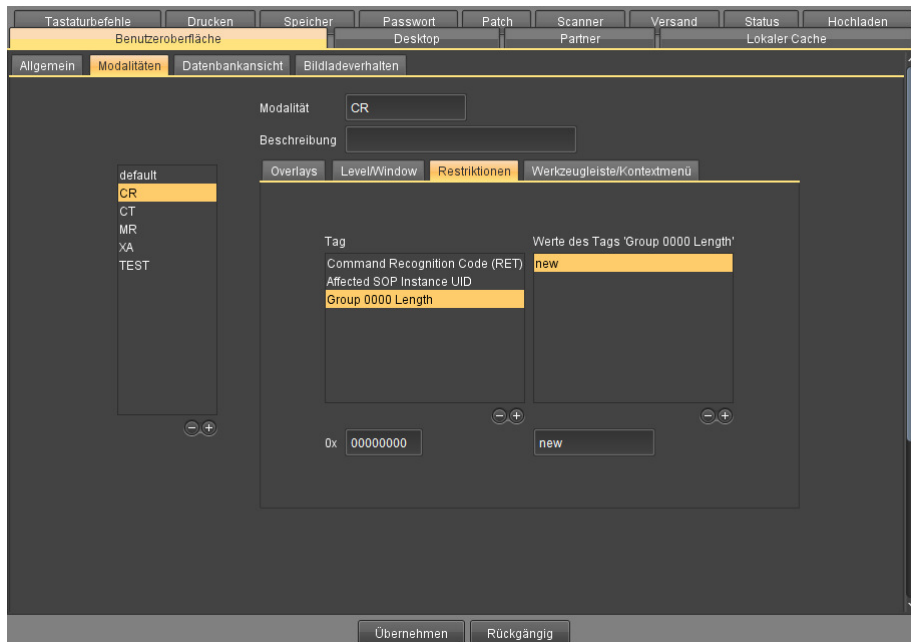 Tastaturbefehle Drucken Speicher Passwort Patch Scanner Versand Status Hochladen
Benutzeroberfläche Desktop Partner Lokaler Cache
Allgemein Modalitäten Datenbankansicht Bildladeverhalten
Modalität CR
Beschreibung
default
CR
CT
MR
XA
TEST
Overlays Level/Window Restriktionen Werkzeugleiste/Kontextmenü
Tag Werte des Tags 'Group 0000 Length'
Command Recognition Code (RET) new
Affected SOP Instance UID
Group 0000 Length
0x 00000000 new
Übernehmen Rückgängig